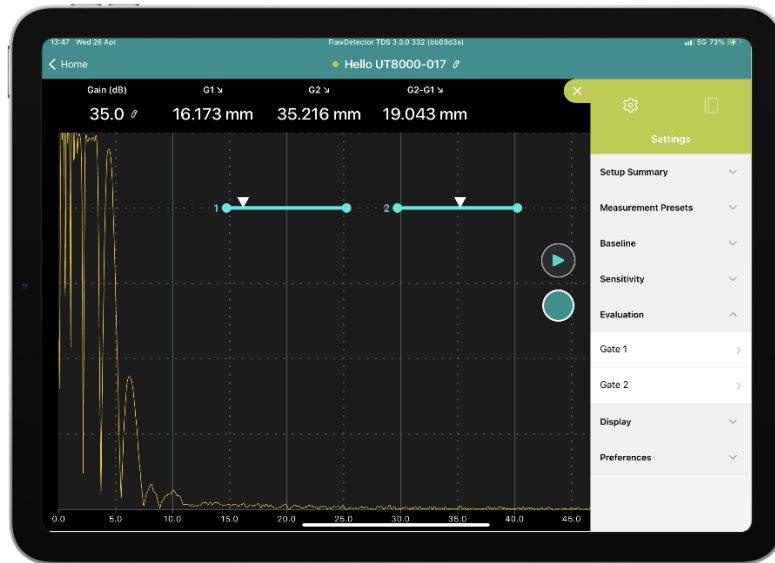 13:47 Wed 26 Apr
FlawDetector TDS 3.0.0 332 (bb03d3a)
5G 73%
Home
Hello UT8000-017
Gain (dB)
35.0
G1
16.173 mm
G2
35.216 mm
G2-G1
19.043 mm
1
2
0.0 5.0 10.0 15.0 20.0 25.0 30.0 35.0 40.0 45.0
Settings
Setup Summary
Measurement Presets
Baseline
Sensitivity
Evaluation
Gate 1
Gate 2
Display
Preferences